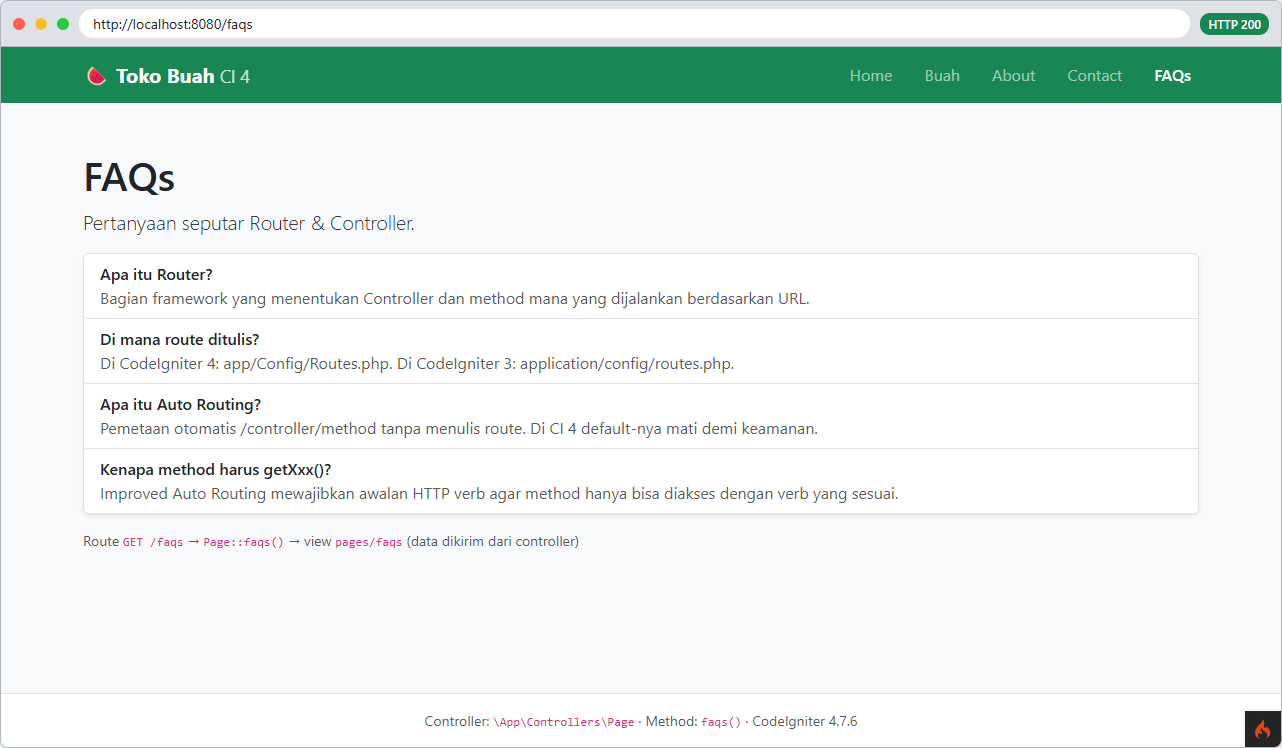 http://localhost:8080/faqs
HTTP 200
Toko Buah CI 4
Home
Buah
About
Contact
FAQs
FAQs
Pertanyaan seputar Router & Controller.
Apa itu Router?
Bagian framework yang menentukan Controller dan method mana yang dijalankan berdasarkan URL.
Di mana route ditulis?
Di CodeIgniter 4: app/Config/Routes.php. Di CodeIgniter 3: application/config/routes.php.
Apa itu Auto Routing?
Pemetaan otomatis /controller/method tanpa menulis route. Di CI 4 default-nya mati demi keamanan.
Kenapa method harus getXxx()?
Improved Auto Routing mewajibkan awalan HTTP verb agar method hanya bisa diakses dengan verb yang sesuai.
Route GET /faqs → Page::faqs() → view pages/faqs (data dikirim dari controller)
Controller: \App\Controllers\Page · Method: faqs() · CodeIgniter 4.7.6